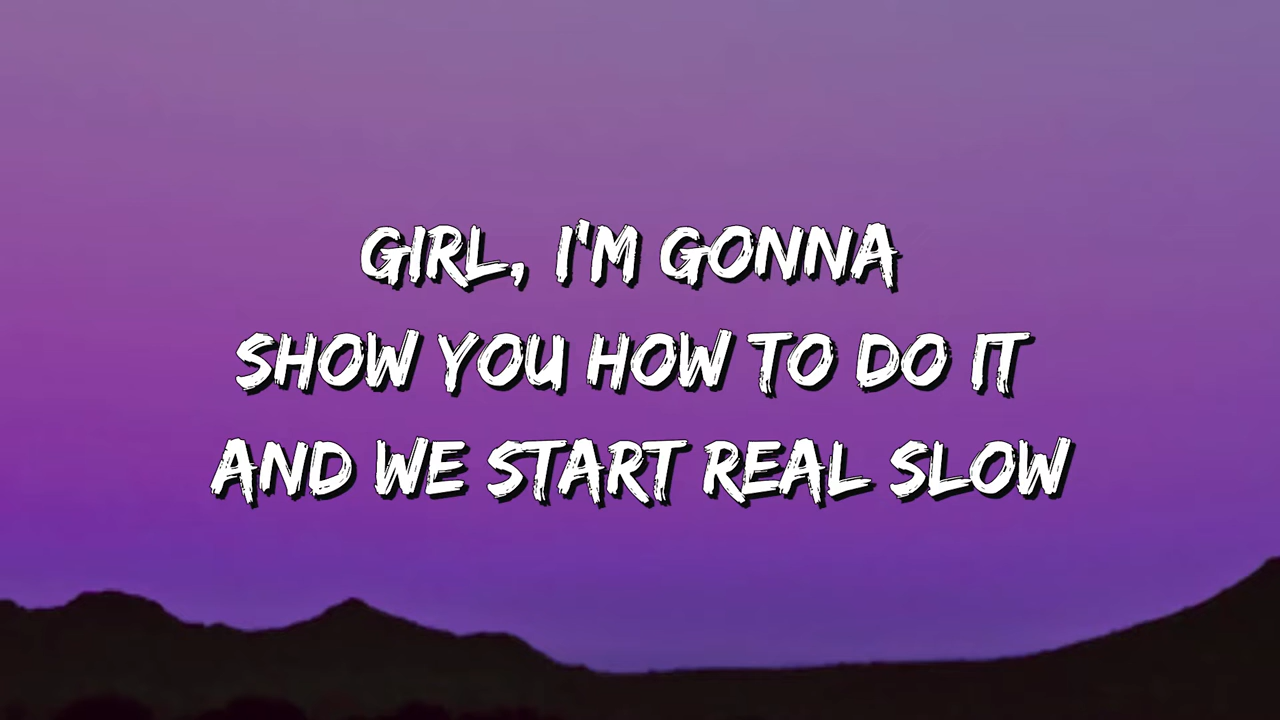 GIRL, I'M GONNA
SHOW YOU HOW TO DO IT
AND WE START REAL SLOW